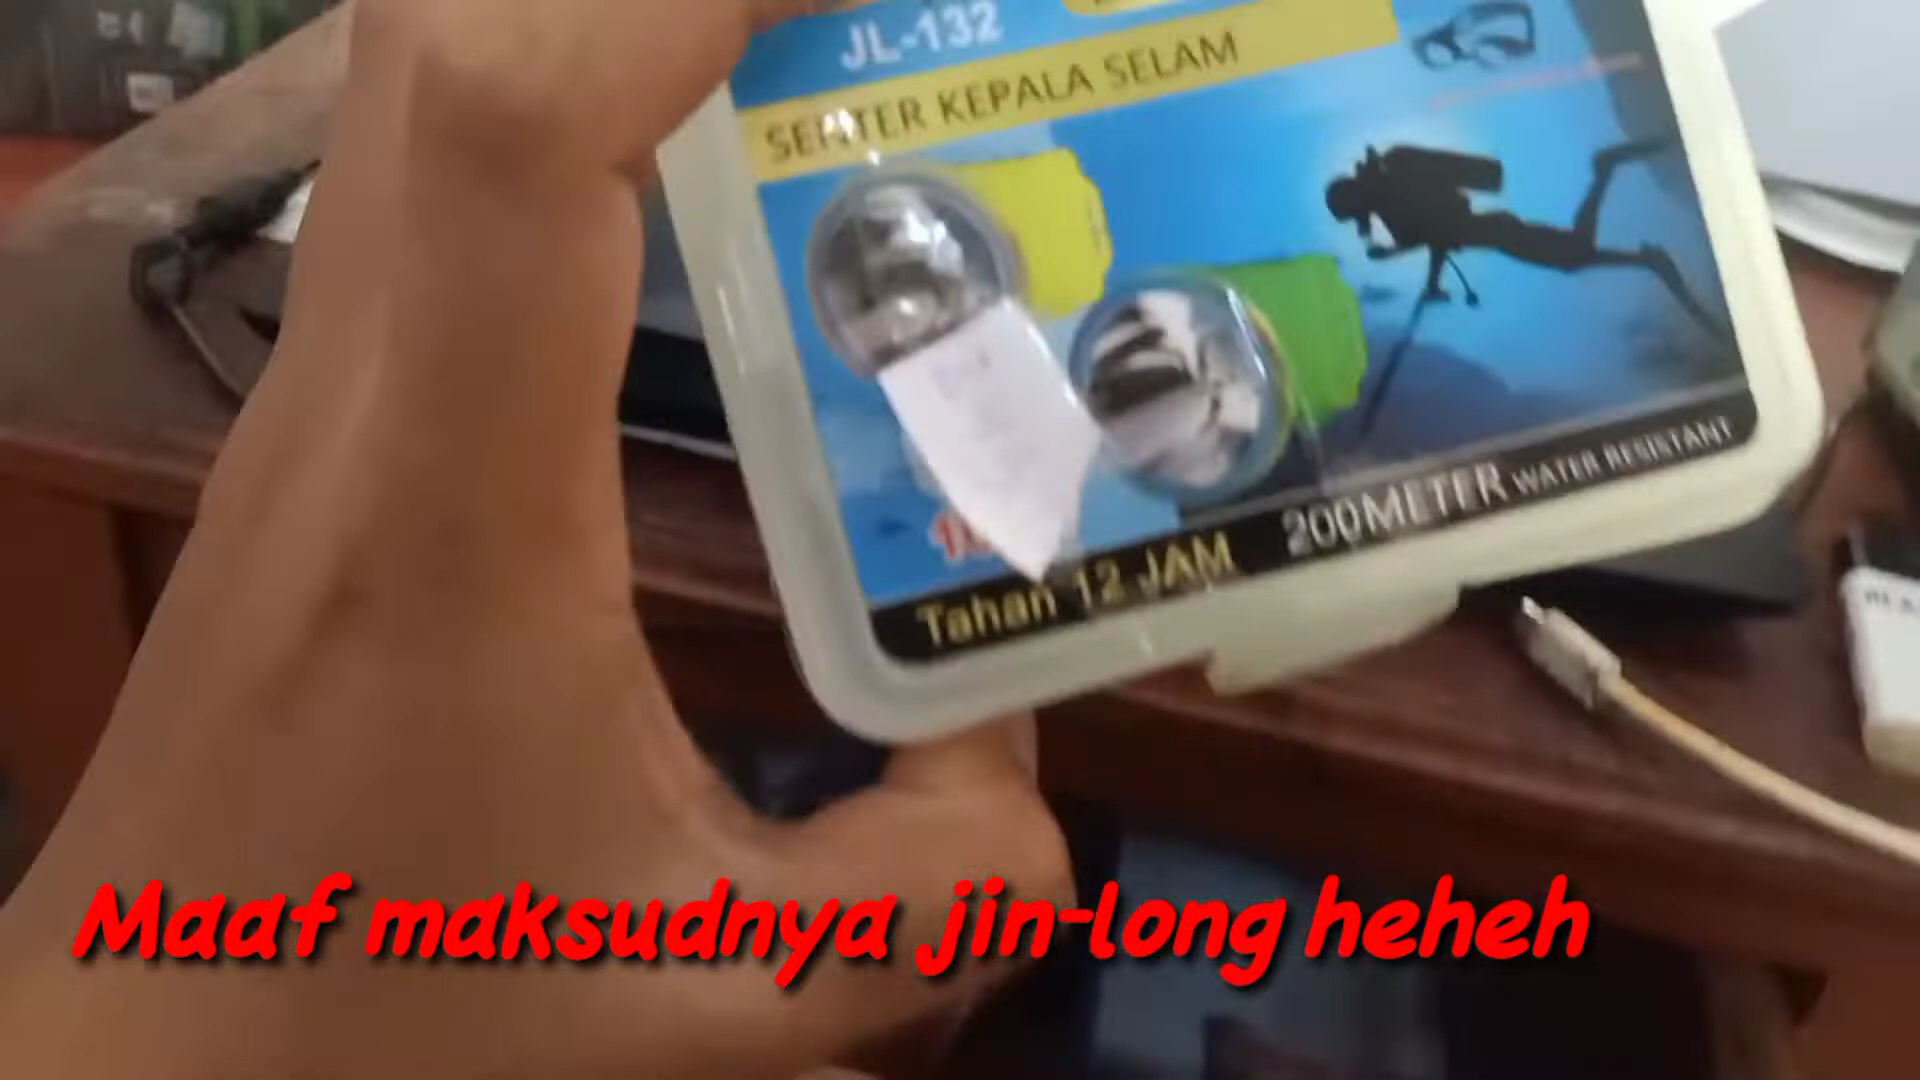 JL-132
SENTER KEPALA SELAM
Tahan 12 JAM
200METER WATER RESISTANT
Maaf maksudnya jin-long heheh